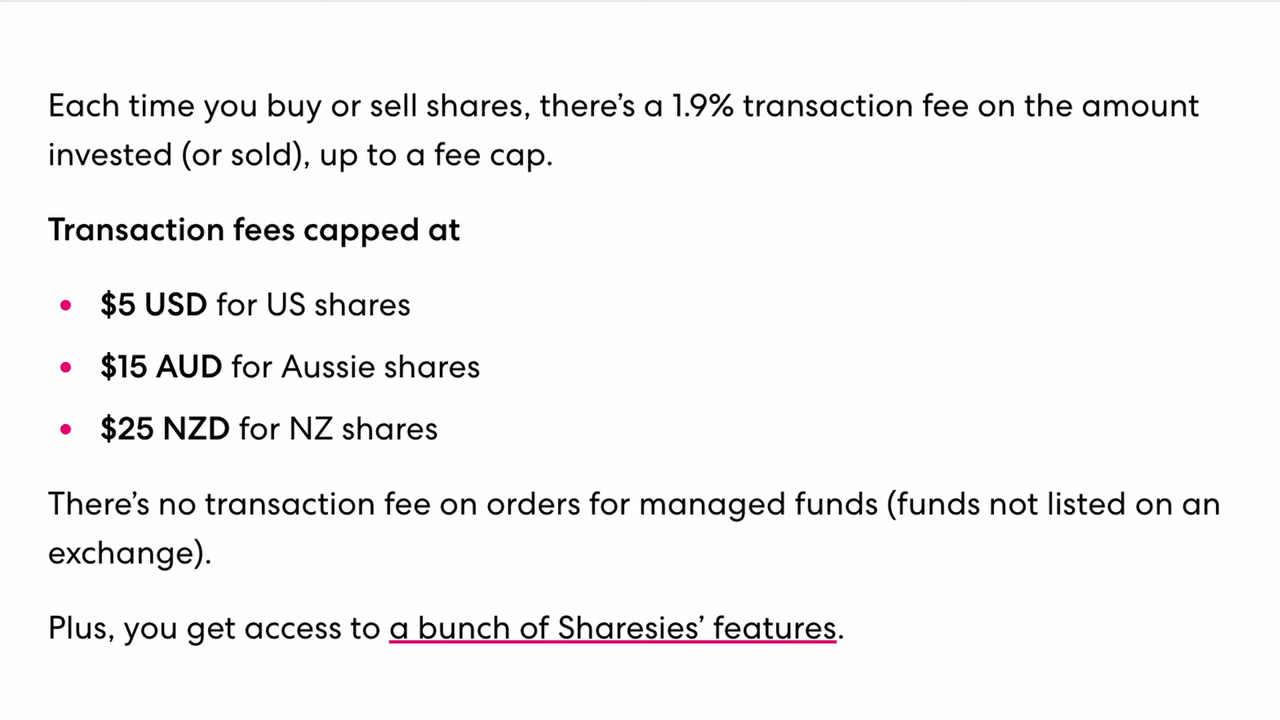 Each time you buy or sell shares, there’s a 1.9% transaction fee on the amount
invested (or sold), up to a fee cap.
Transaction fees capped at
• $5 USD for US shares
• $15 AUD for Aussie shares
• $25 NZD for NZ shares
There’s no transaction fee on orders for managed funds (funds not listed on an
exchange).
Plus, you get access to a bunch of Sharesies’ features.